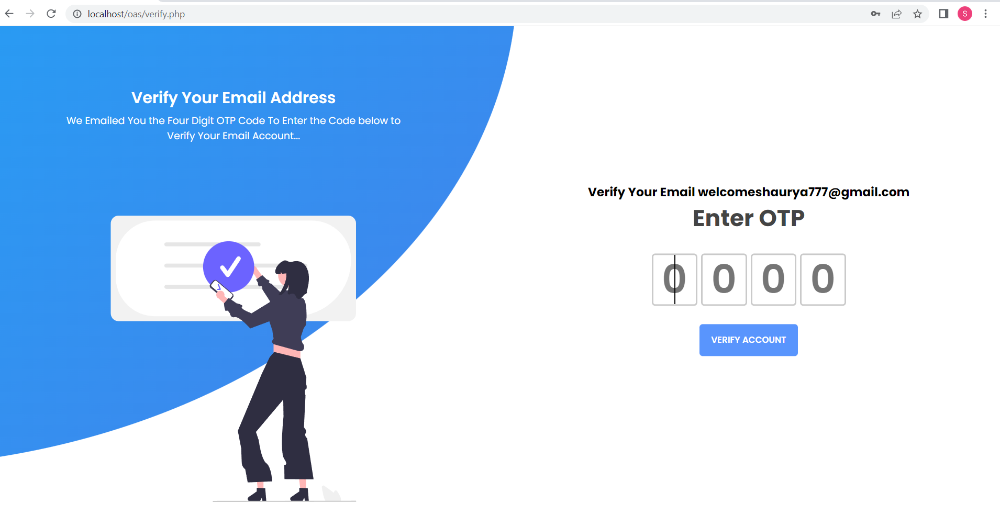 localhost/oas/verify.php
S
Verify Your Email Address
We Emailed You the Four Digit OTP Code To Enter the Code below to
Verify Your Email Account...
Verify Your Email welcomeshaurya777@gmail.com
Enter OTP
0 0 0 0
VERIFY ACCOUNT